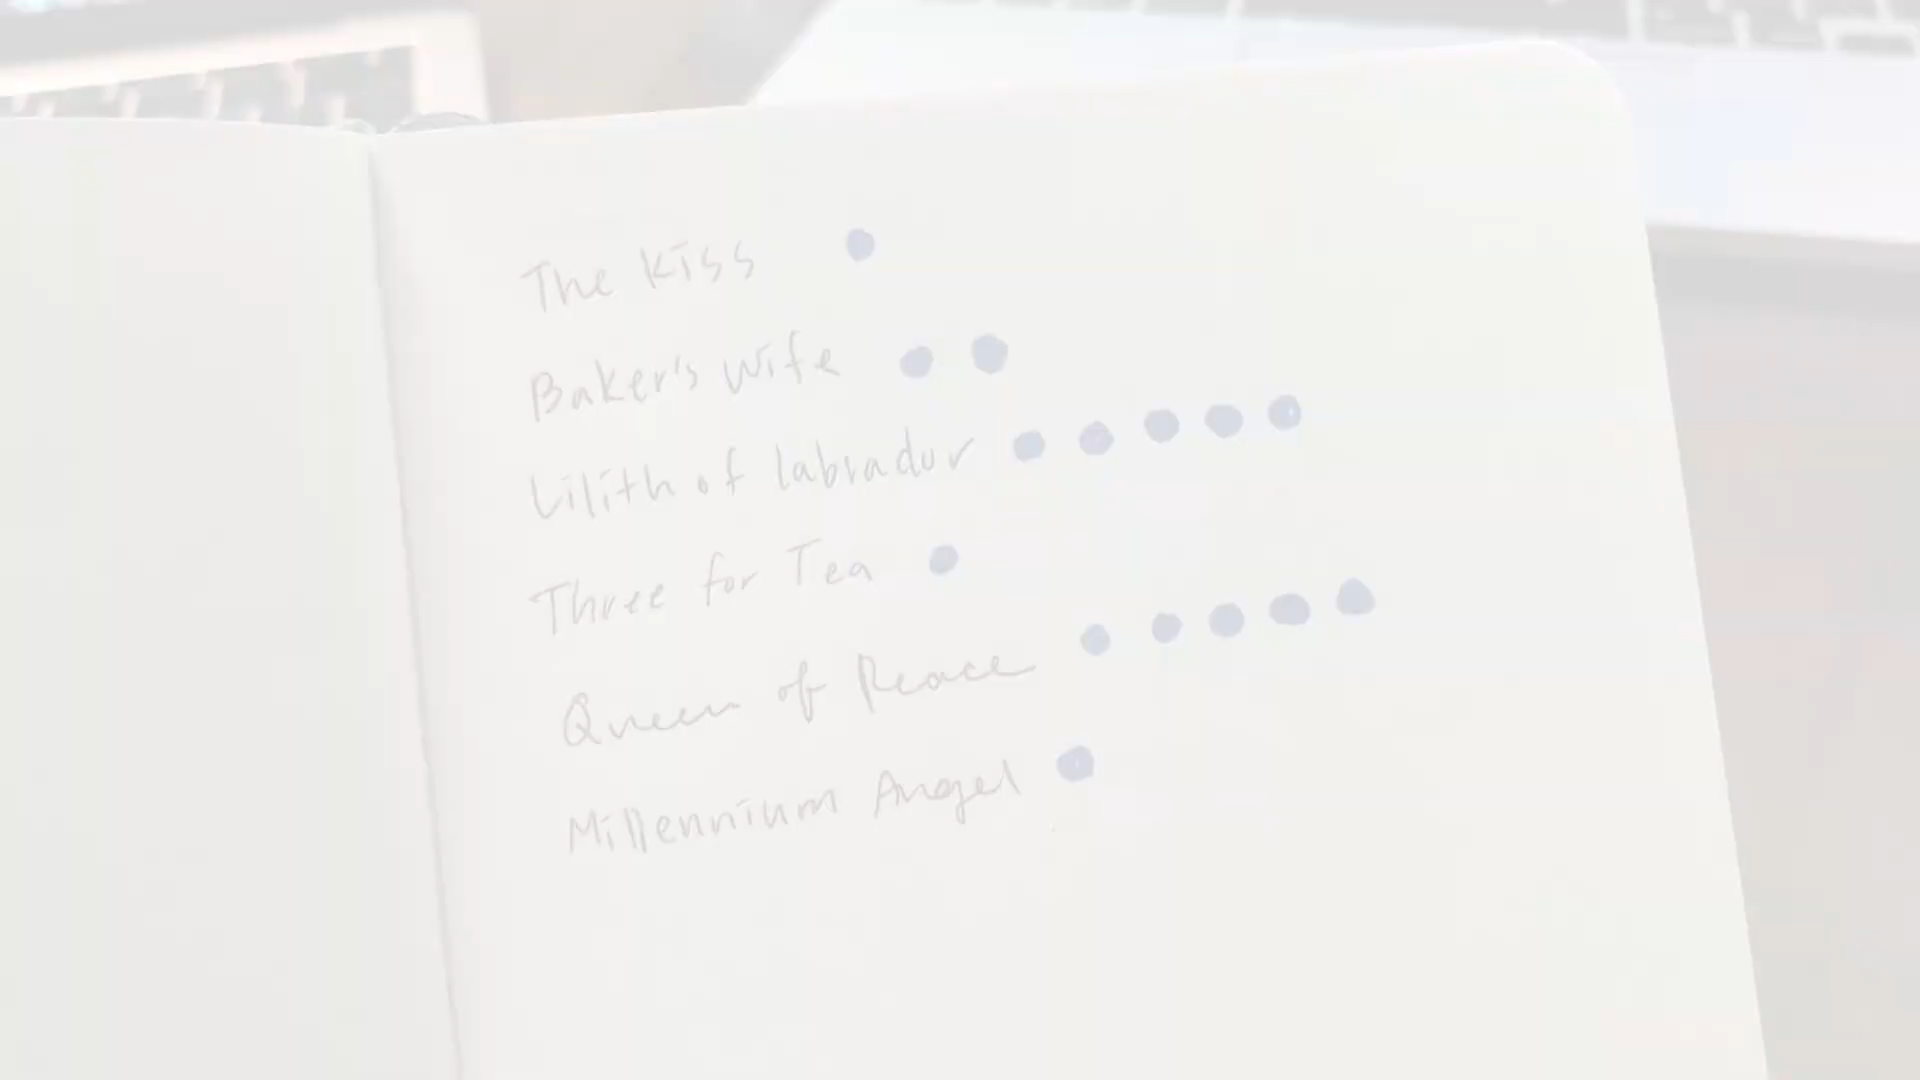 The Kiss
Baker's Wife
Lilith of labrador
Three for Tea
Queen of Peace
Millennium Angel